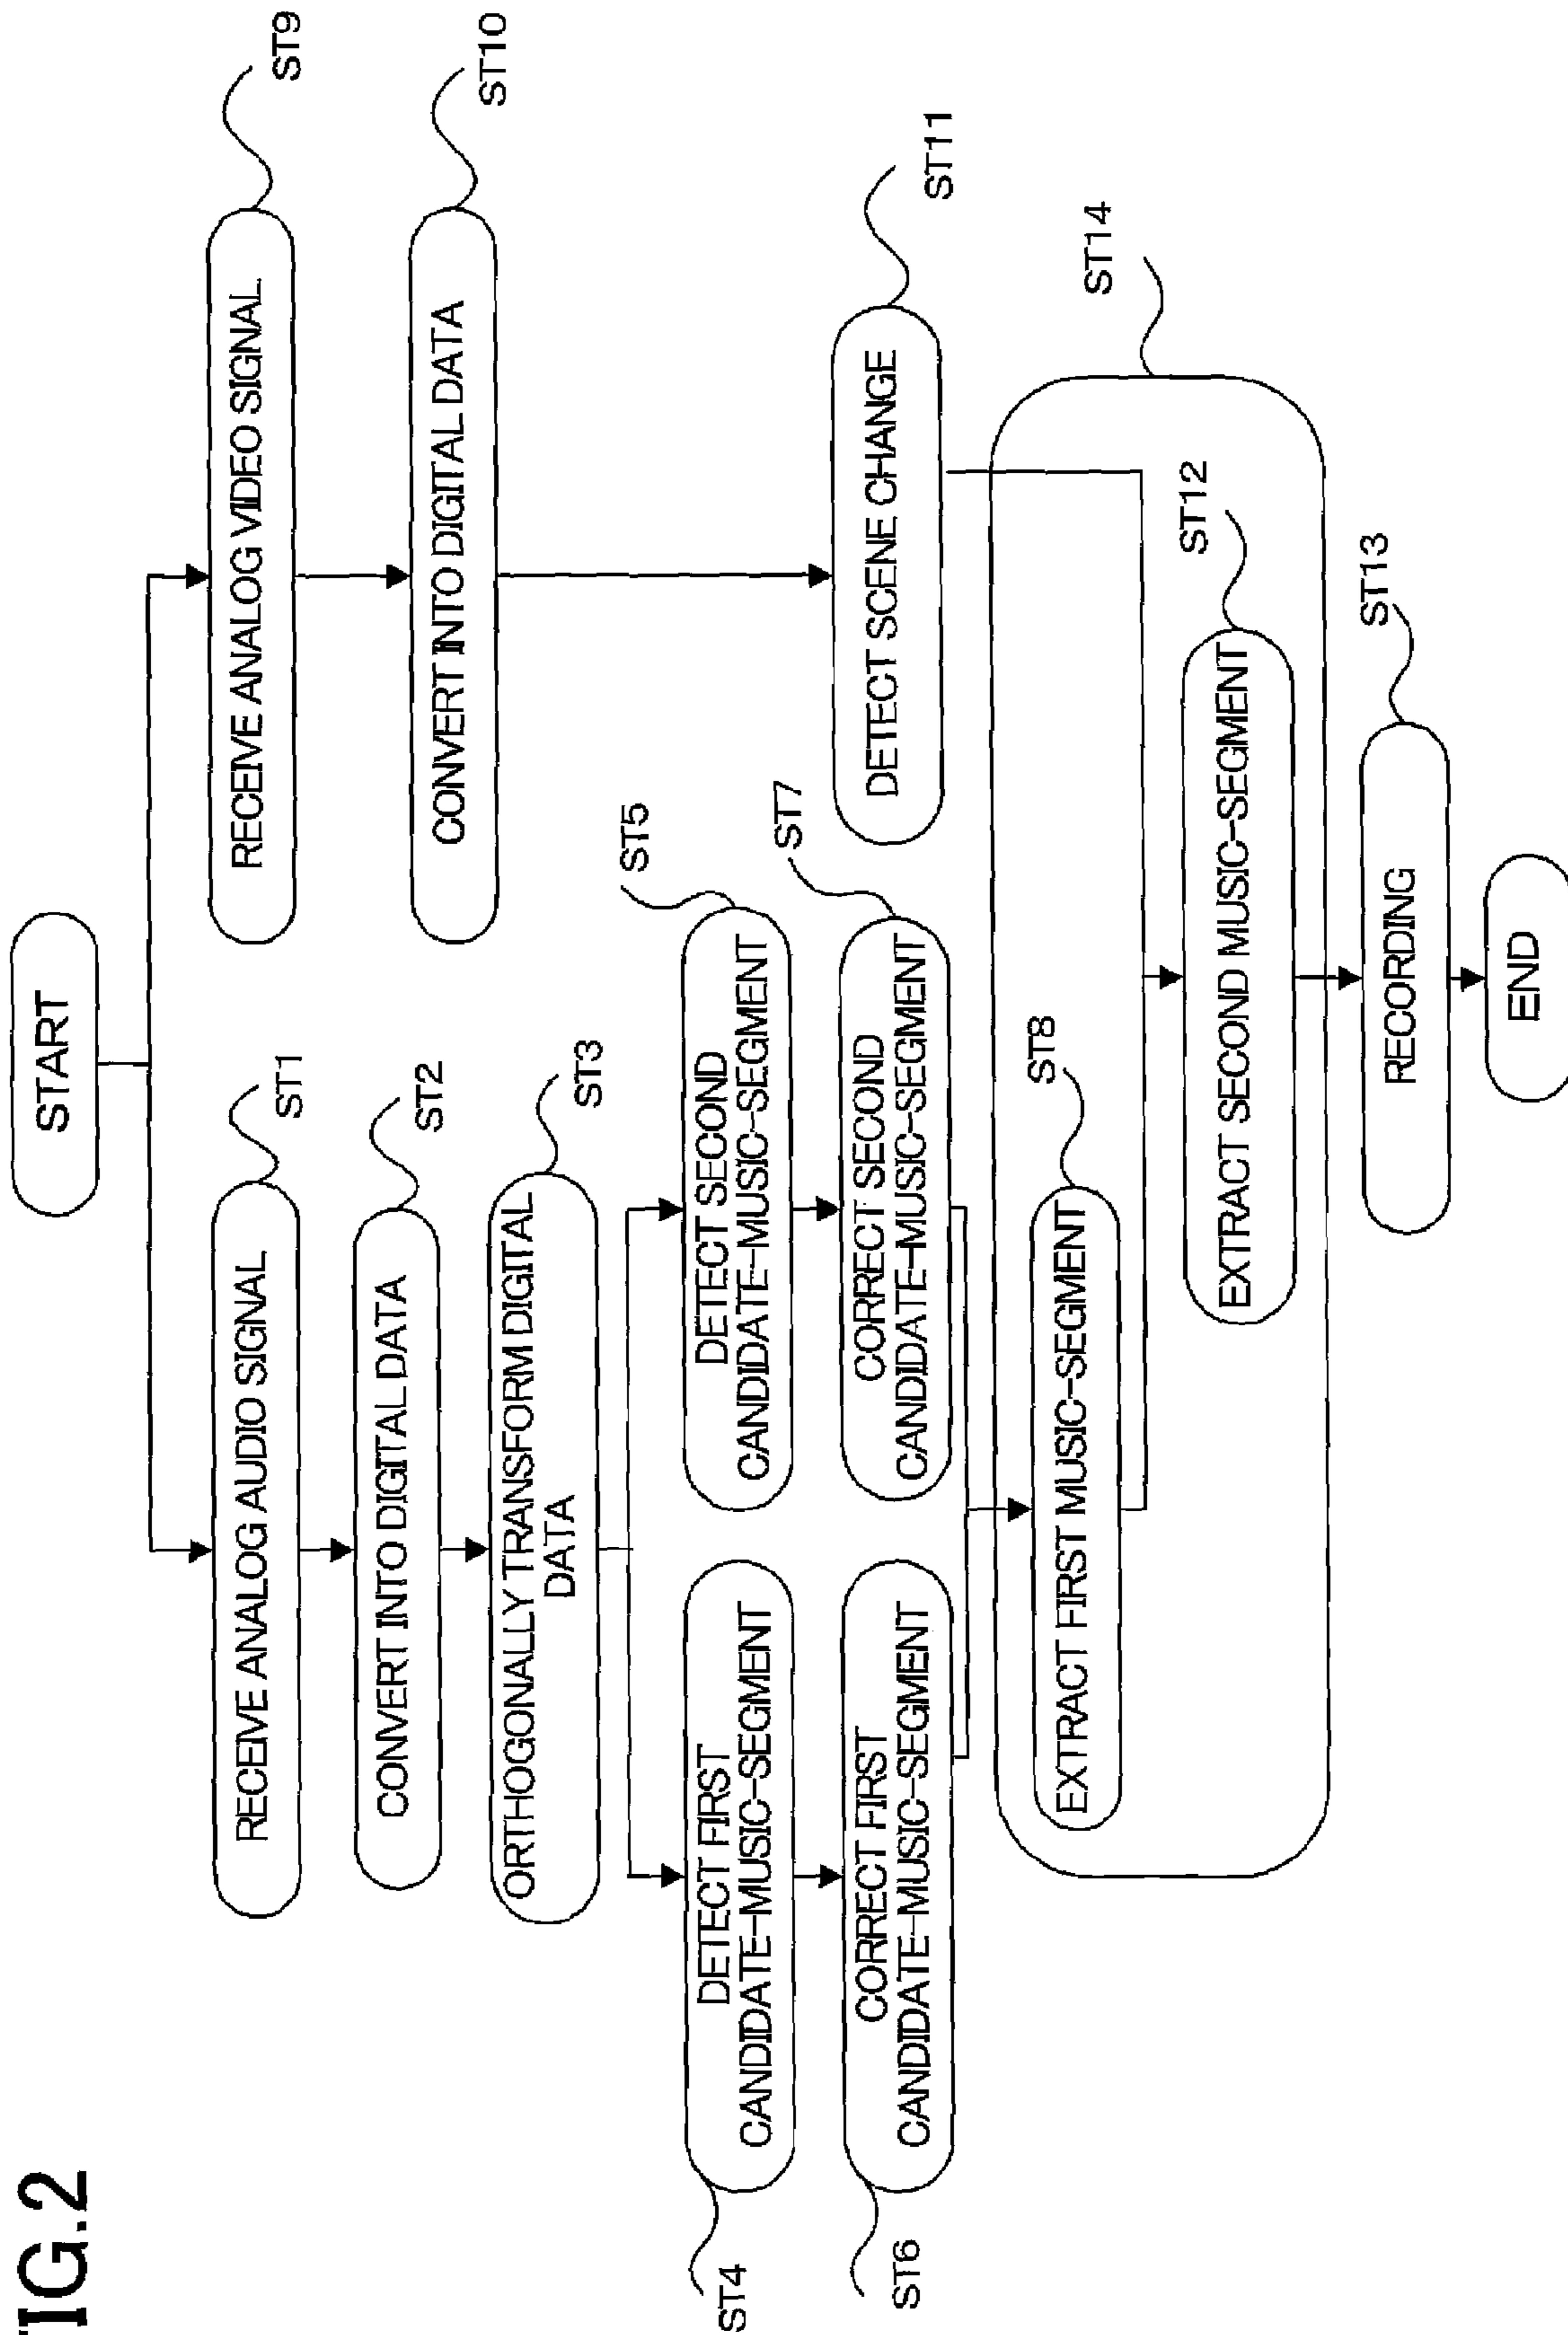 FIG.2
START
RECEIVE ANALOG AUDIO SIGNAL
ST1
RECEIVE ANALOG VIDEO SIGNAL
ST9
CONVERT INTO DIGITAL DATA
ST2
CONVERT INTO DIGITAL DATA
ST10
ORTHOGONALLY TRANSFORM DIGITAL
DATA
ST3
ST4
DETECT FIRST
CANDIDATE-MUSIC-SEGMENT
DETECT SECOND
CANDIDATE-MUSIC-SEGMENT
ST5
ST6
CORRECT FIRST
CANDIDATE-MUSIC-SEGMENT
CORRECT SECOND
CANDIDATE-MUSIC-SEGMENT
ST7
DETECT SCENE CHANGE
ST11
EXTRACT FIRST MUSIC-SEGMENT
ST8
ST14
EXTRACT SECOND MUSIC-SEGMENT
ST12
RECORDING
ST13
END